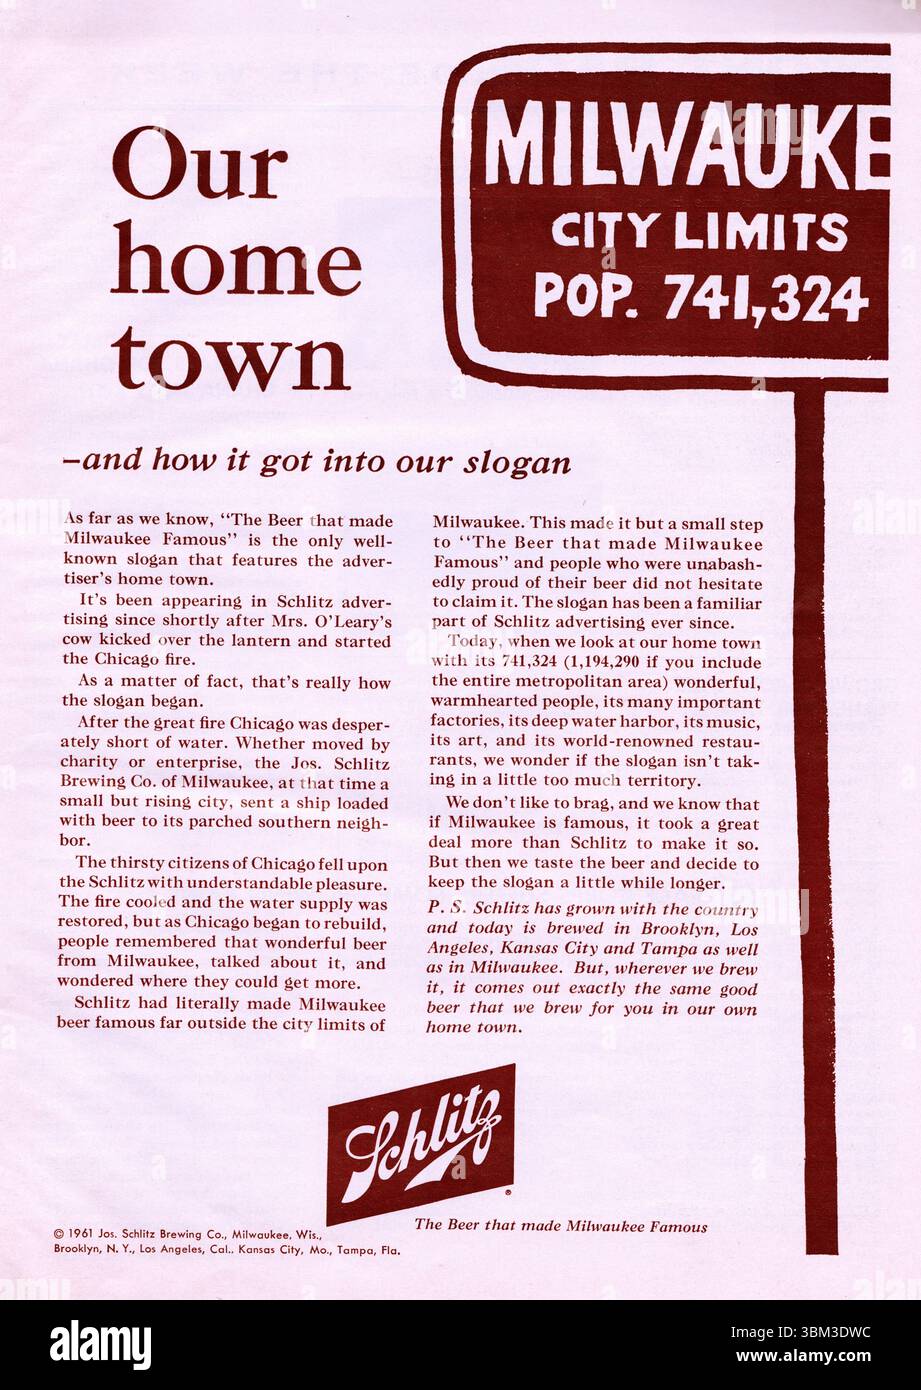 Our
home
town
MILWAUKE
CITY LIMITS
POP. 741,324
–and how it got into our slogan
As far as we know, "The Beer that made
Milwaukee Famous" is the only well-
known slogan that features the adver-
tiser's home town.
It's been appearing in Schlitz adver-
tising since shortly after Mrs. O'Leary's
cow kicked over the lantern and started
the Chicago fire.
As a matter of fact, that's really how
the slogan began.
After the great fire Chicago was desper-
ately short of water. Whether moved by
charity or enterprise, the Jos. Schlitz
Brewing Co. of Milwaukee, at that time a
small but rising city, sent a ship loaded
with beer to its parched southern neigh-
bor.
The thirsty citizens of Chicago fell upon
the Schlitz with understandable pleasure.
The fire cooled and the water supply was
restored, but as Chicago began to rebuild,
people remembered that wonderful beer
from Milwaukee, talked about it, and
wondered where they could get more.
Schlitz had literally made Milwaukee
beer famous far outside the city limits of
Milwaukee. This made it but a small step
to "The Beer that made Milwaukee
Famous" and people who were unabash-
edly proud of their beer did not hesitate
to claim it. The slogan has been a familiar
part of Schlitz advertising ever since.
Today, when we look at our home town
with its 741,324 (1,194,290 if you include
the entire metropolitan area) wonderful,
warmhearted people, its many important
factories, its deep water harbor, its music,
its art, and its world-renowned restau-
rants, we wonder if the slogan isn't tak-
ing in a little too much territory.
We don't like to brag, and we know that
if Milwaukee is famous, it took a great
deal more than Schlitz to make it so.
But then we taste the beer and decide to
keep the slogan a little while longer.
P. S. Schlitz has grown with the country
and today is brewed in Brooklyn, Los
Angeles, Kansas City and Tampa as well
as in Milwaukee. But, wherever we brew
it, it comes out exactly the same good
beer that we brew for you in our own
home town.
Schlitz
®
The Beer that made Milwaukee Famous
© 1961 Jos. Schlitz Brewing Co., Milwaukee, Wis.,
Brooklyn, N. Y., Los Angeles, Cal.. Kansas City, Mo., Tampa, Fla.
alamy
Image ID: 3BM3DWC
www.alamy.com